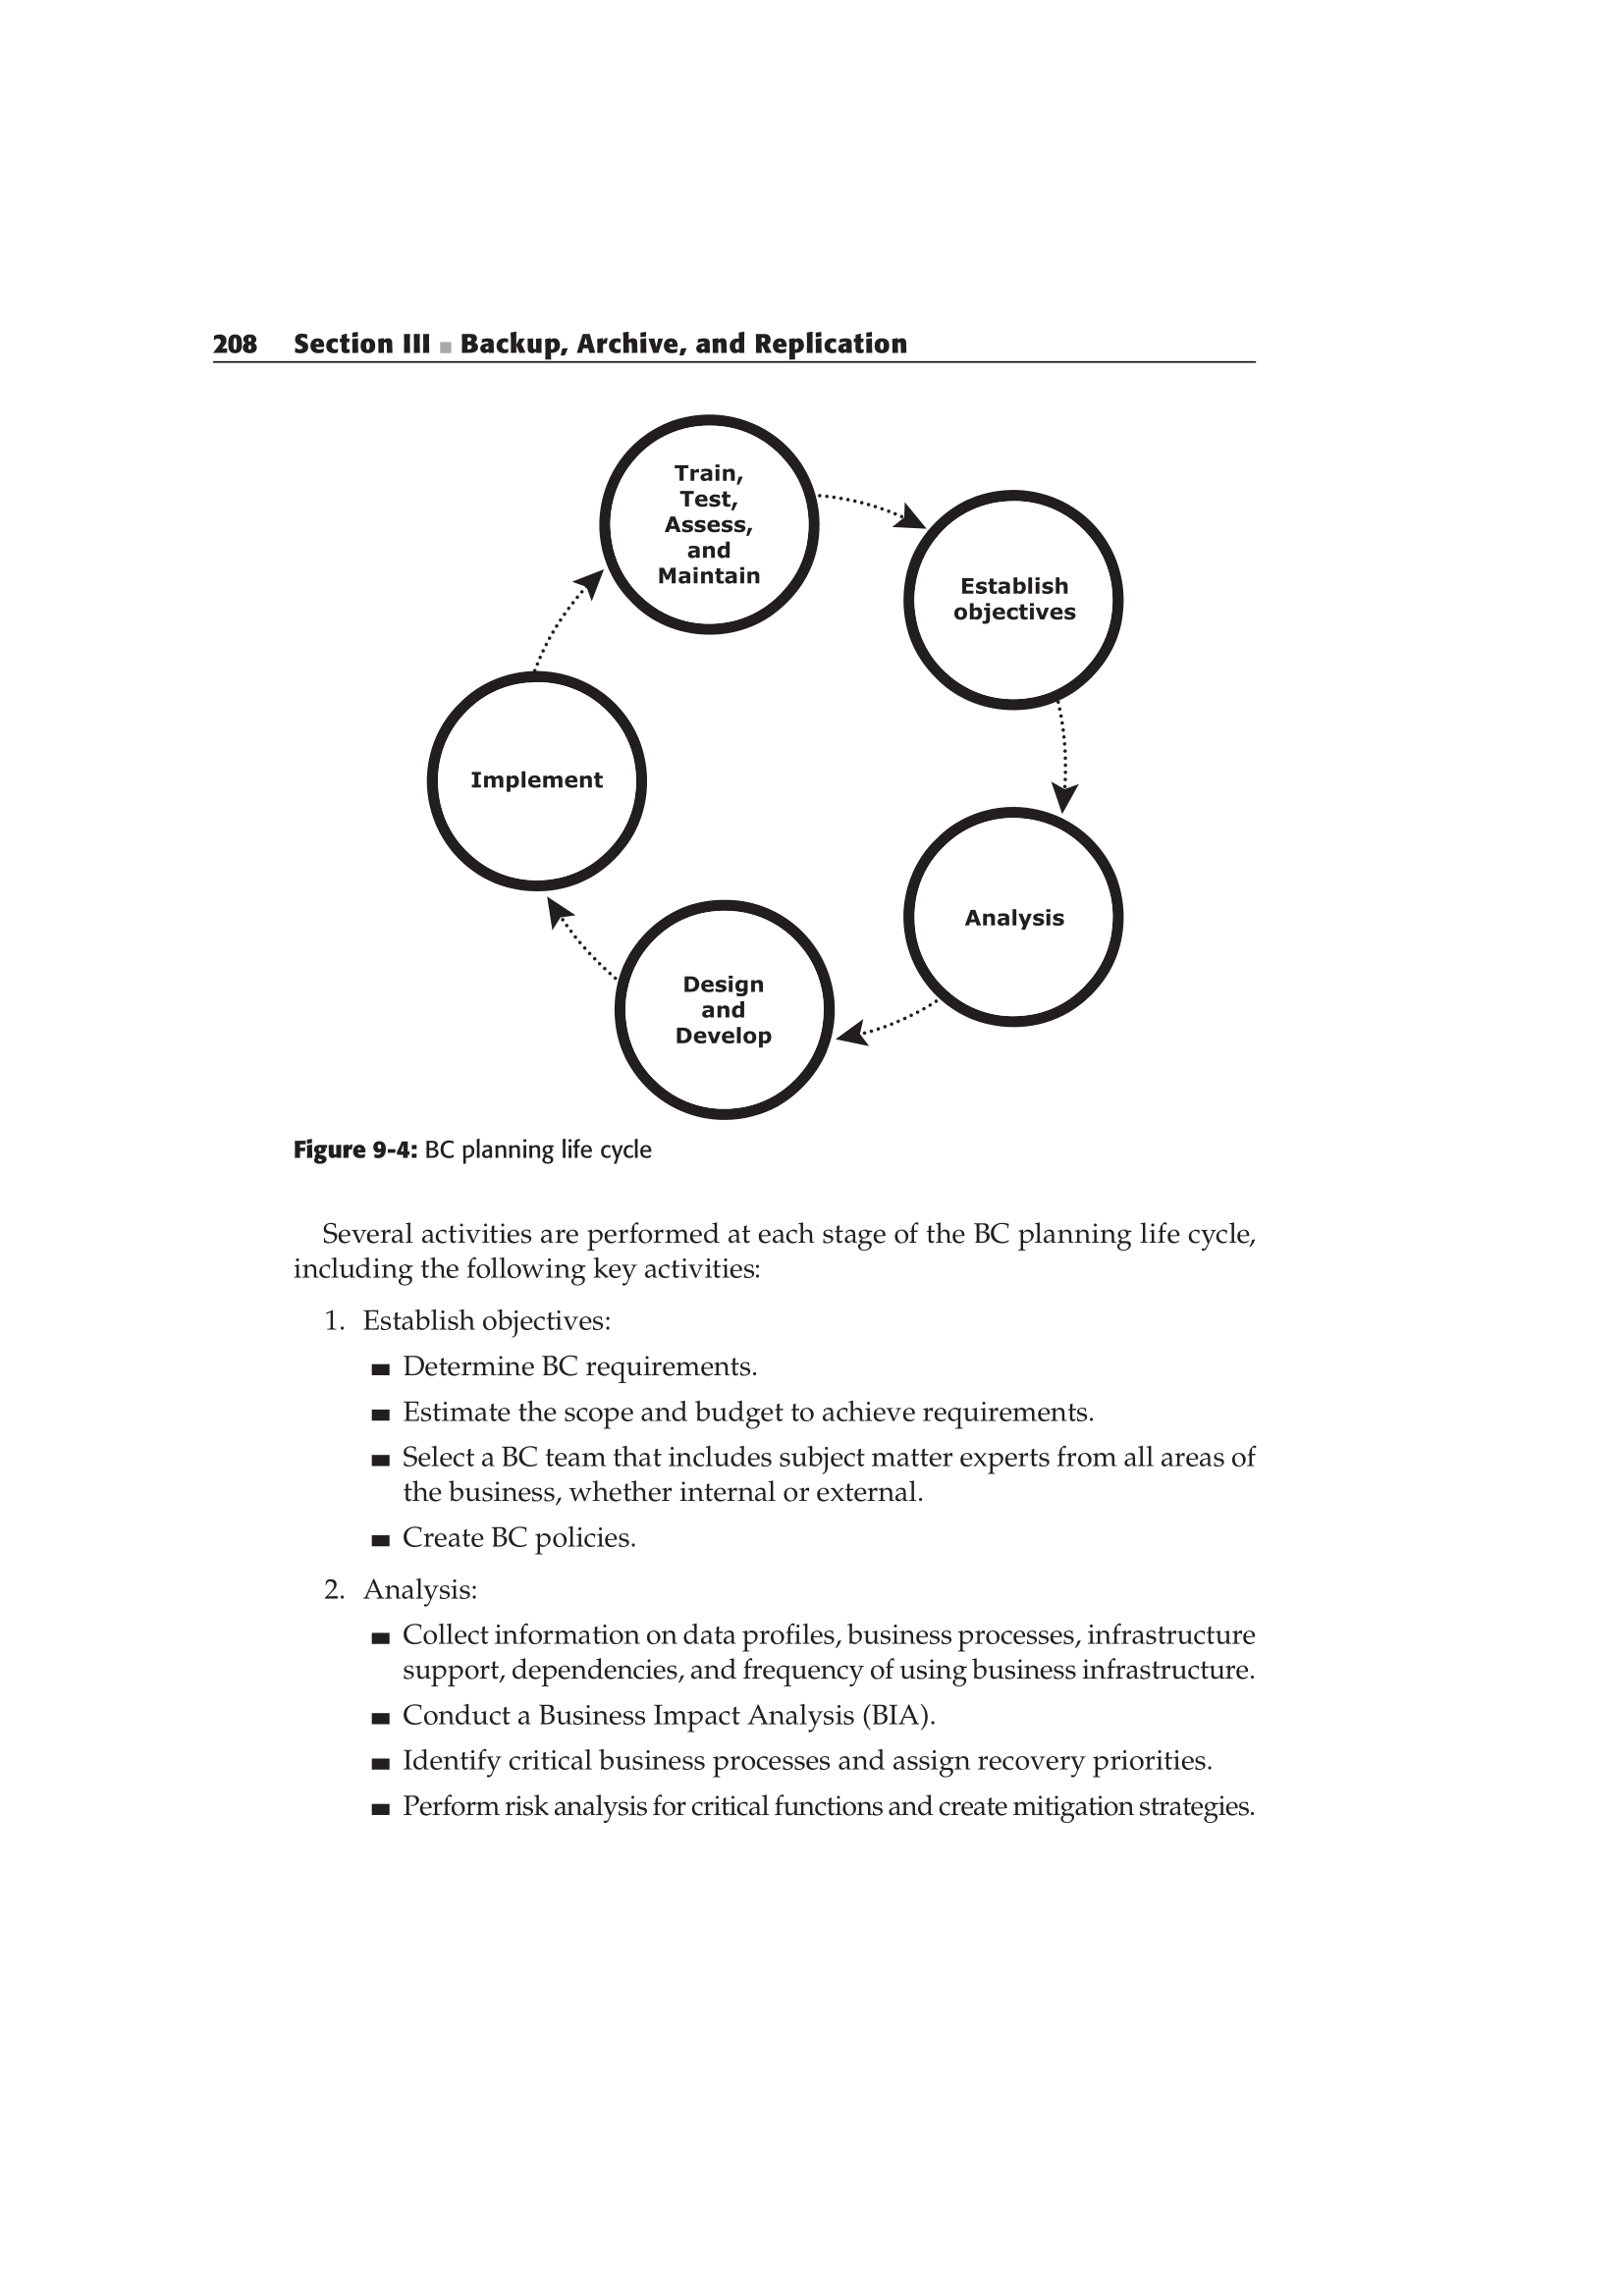 208 Section III ■ Backup, Archive, and Replication
Train,
Test,
Assess,
and
Maintain
Establish
objectives
Implement
Analysis
Design
and
Develop
Figure 9-4: BC planning life cycle
Several activities are performed at each stage of the BC planning life cycle,
including the following key activities:
1. Establish objectives:
■ Determine BC requirements.
■ Estimate the scope and budget to achieve requirements.
■ Select a BC team that includes subject matter experts from all areas of
the business, whether internal or external.
■ Create BC policies.
2. Analysis:
■ Collect information on data profiles, business processes, infrastructure
support, dependencies, and frequency of using business infrastructure.
■ Conduct a Business Impact Analysis (BIA).
■ Identify critical business processes and assign recovery priorities.
■ Perform risk analysis for critical functions and create mitigation strategies.